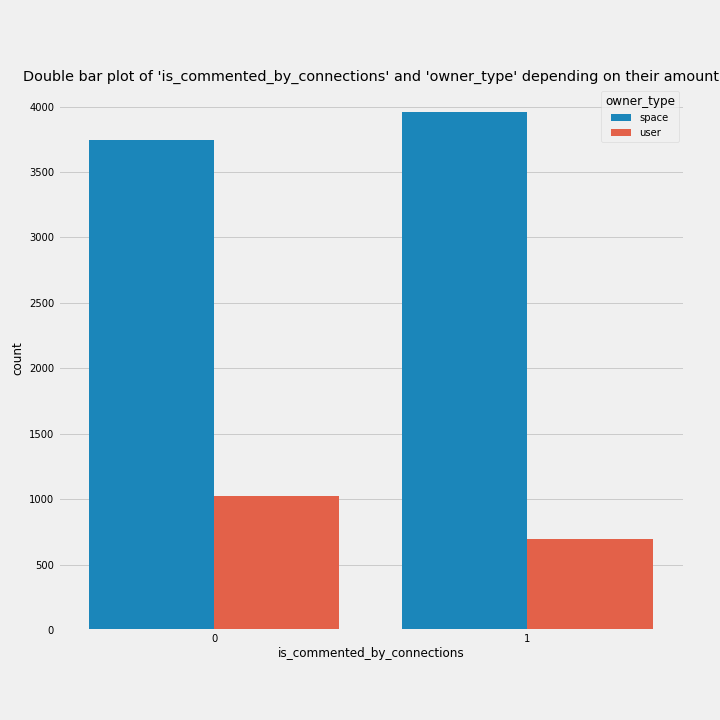 Double bar plot of 'is_commented_by_connections' and 'owner_type' depending on their amount
owner_type
space
user
4000
3500
3000
2500
2000
1500
1000
500
0
count
0 1
is_commented_by_connections